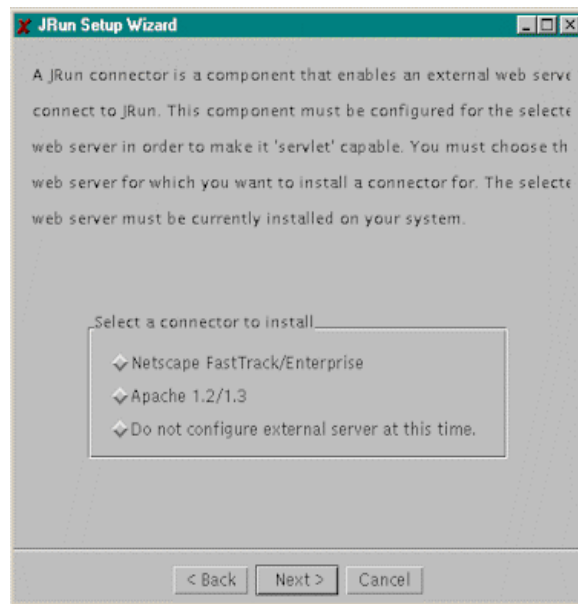 JRun Setup Wizard
A JRun connector is a component that enables an external web serve
connect to JRun. This component must be configured for the selecte
web server in order to make it 'servlet' capable. You must choose th
web server for which you want to install a connector for. The selecte
web server must be currently installed on your system.
Select a connector to install
Netscape FastTrack/Enterprise
Apache 1.2/1.3
Do not configure external server at this time.
< Back Next > Cancel